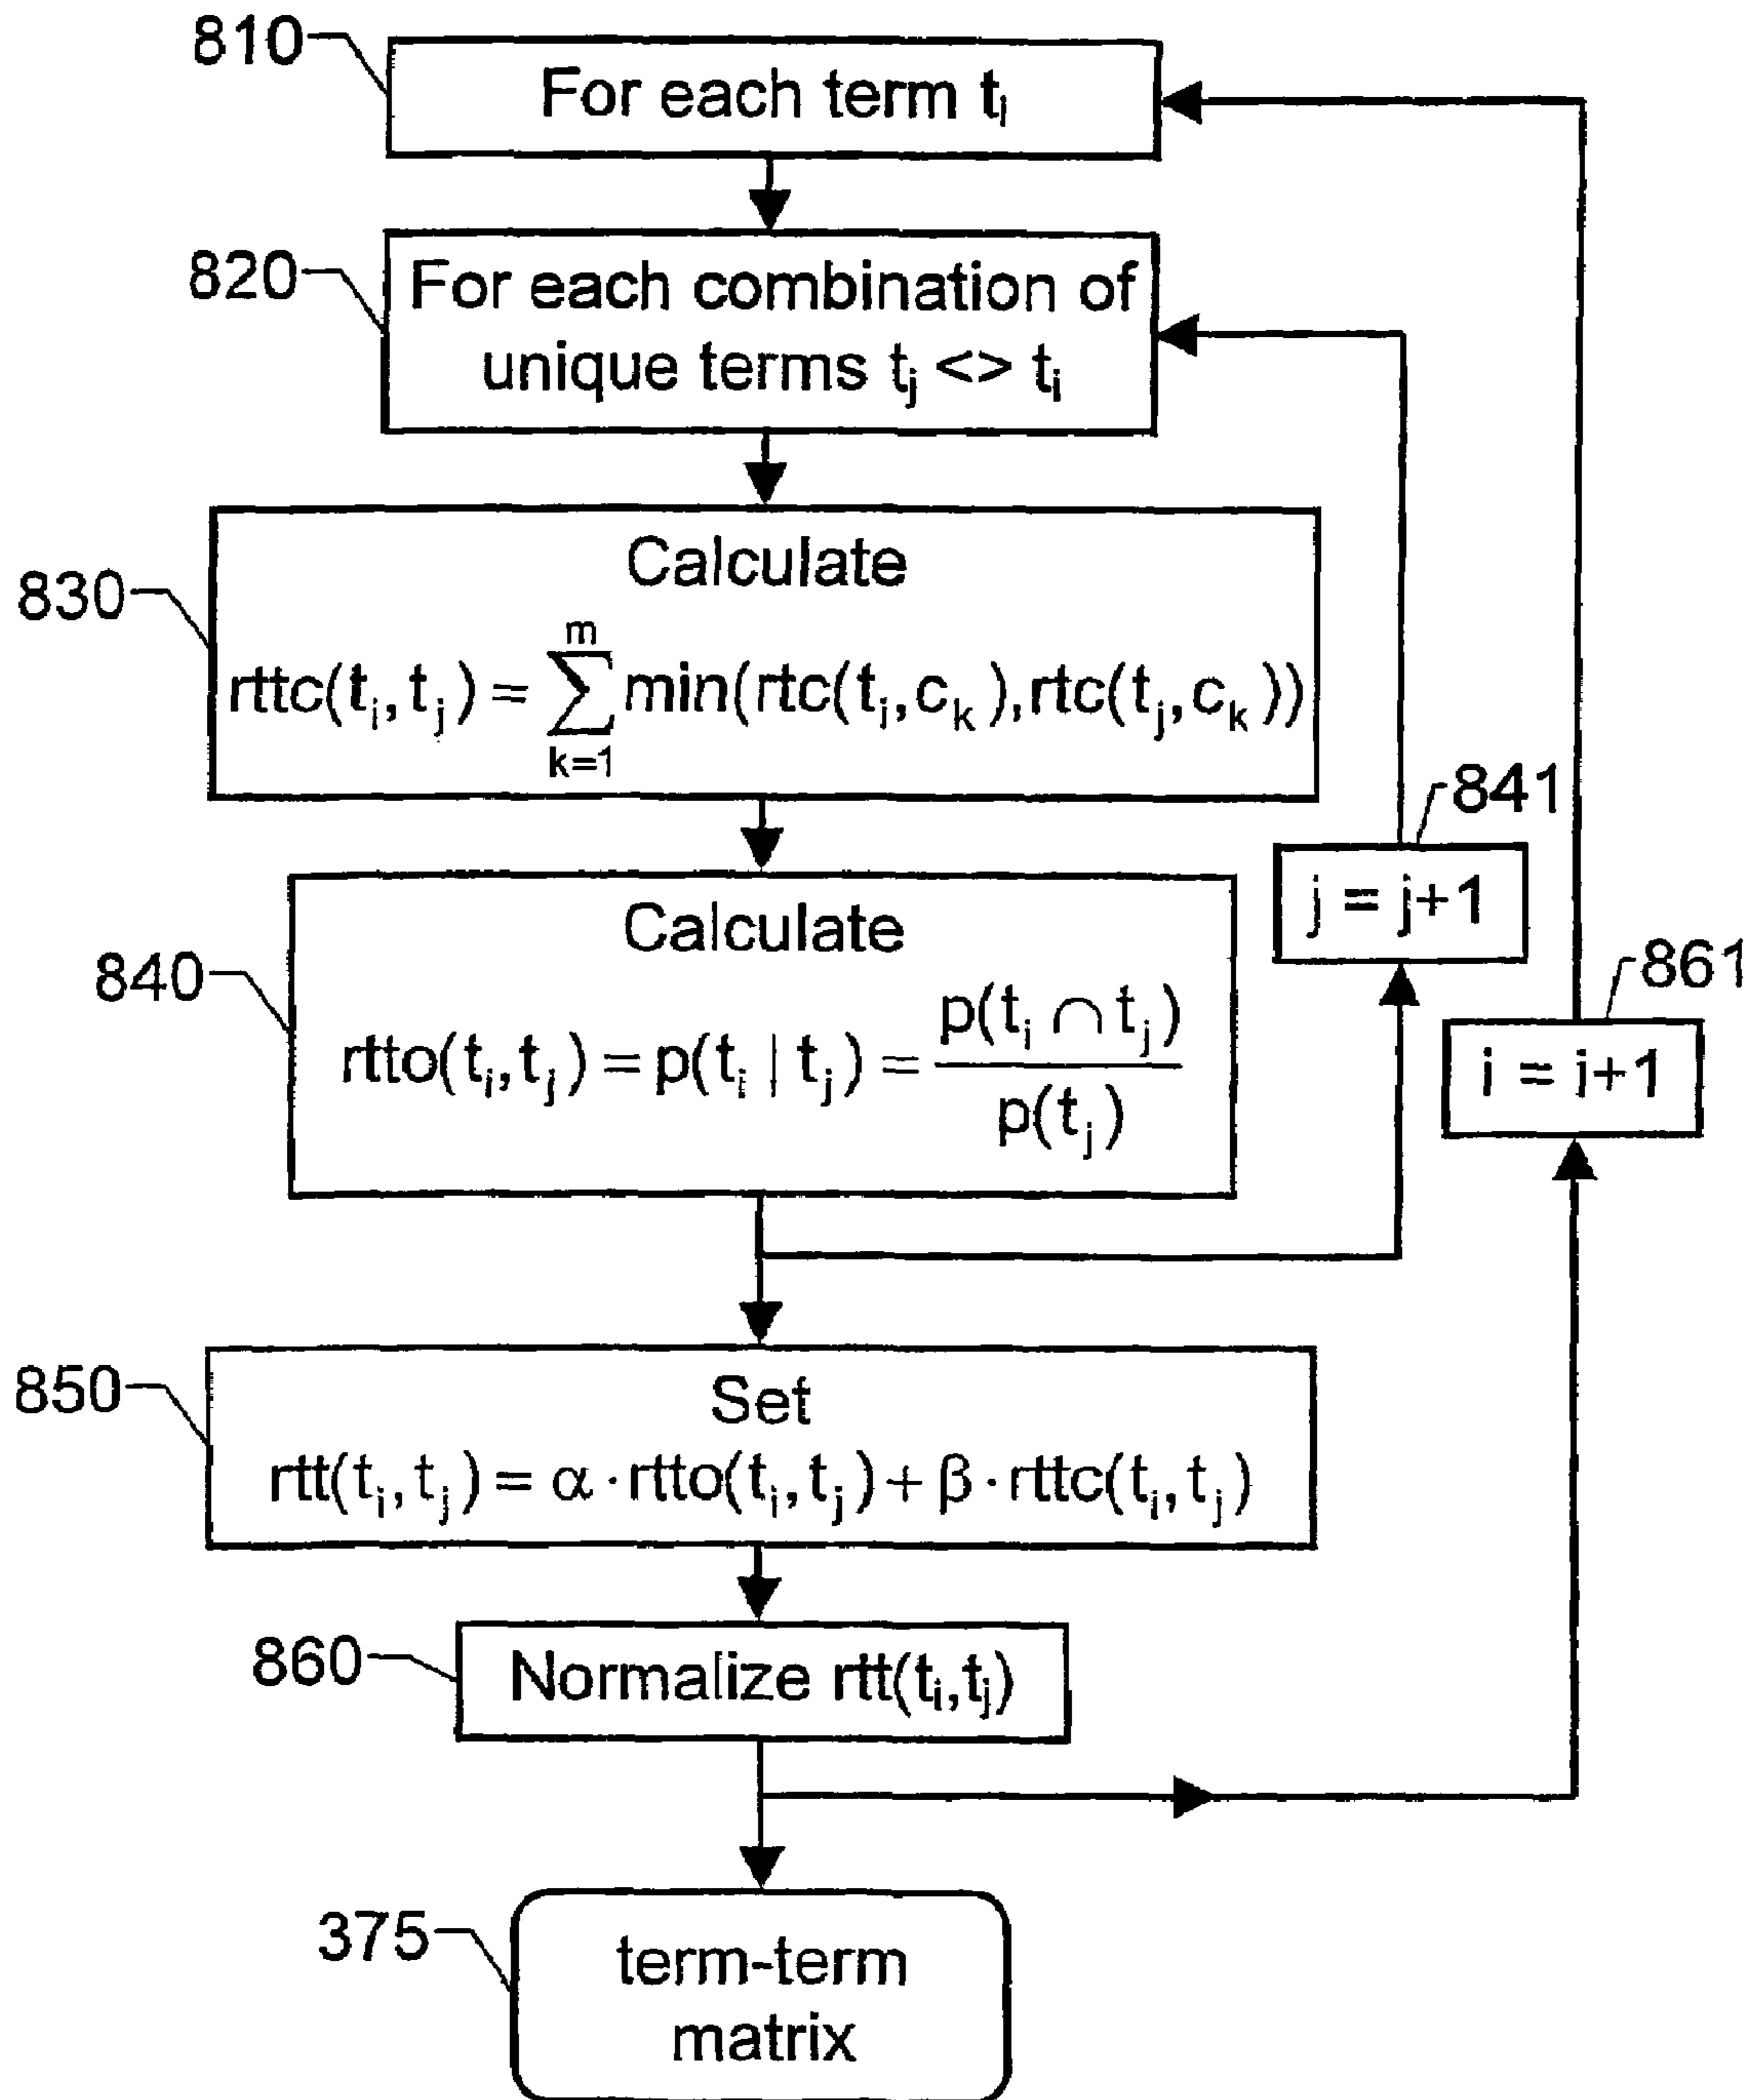 810
For each term tᵢ
820
For each combination of
unique terms tⱼ <> tᵢ
830
Calculate
rttc(tᵢ, tⱼ) = ∑ₖ₌₁ᵐ min(rtc(tᵢ, cₖ), rtc(tⱼ, cₖ))
841
j = j+1
840
Calculate
rtto(tᵢ, tⱼ) = p(tᵢ | tⱼ) = p(tᵢ ∩ tⱼ) / p(tⱼ)
861
i = i+1
850
Set
rtt(tᵢ, tⱼ) = α · rtto(tᵢ, tⱼ) + β · rttc(tᵢ, tⱼ)
860
Normalize rtt(tᵢ,tⱼ)
375
term-term
matrix